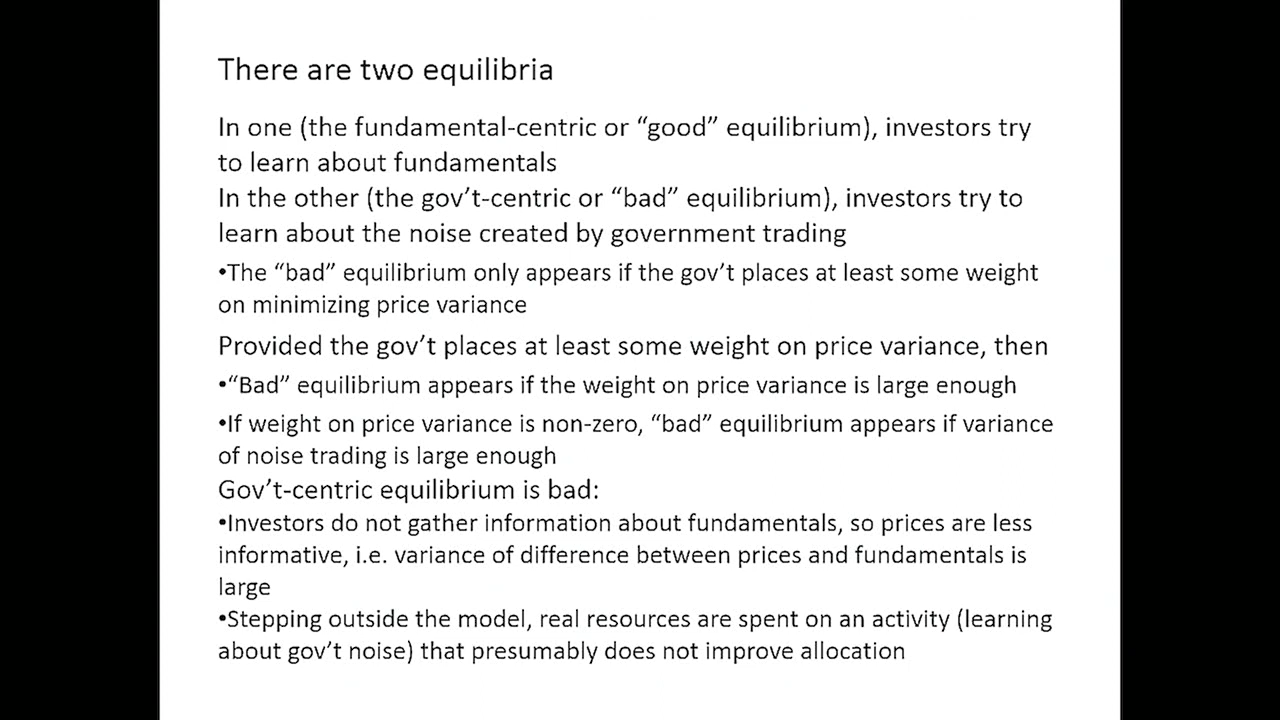 There are two equilibria
In one (the fundamental-centric or “good” equilibrium), investors try
to learn about fundamentals
In the other (the gov’t-centric or “bad” equilibrium), investors try to
learn about the noise created by government trading
•The “bad” equilibrium only appears if the gov’t places at least some weight
on minimizing price variance
Provided the gov’t places at least some weight on price variance, then
•“Bad” equilibrium appears if the weight on price variance is large enough
•If weight on price variance is non-zero, “bad” equilibrium appears if variance
of noise trading is large enough
Gov’t-centric equilibrium is bad:
•Investors do not gather information about fundamentals, so prices are less
informative, i.e. variance of difference between prices and fundamentals is
large
•Stepping outside the model, real resources are spent on an activity (learning
about gov’t noise) that presumably does not improve allocation